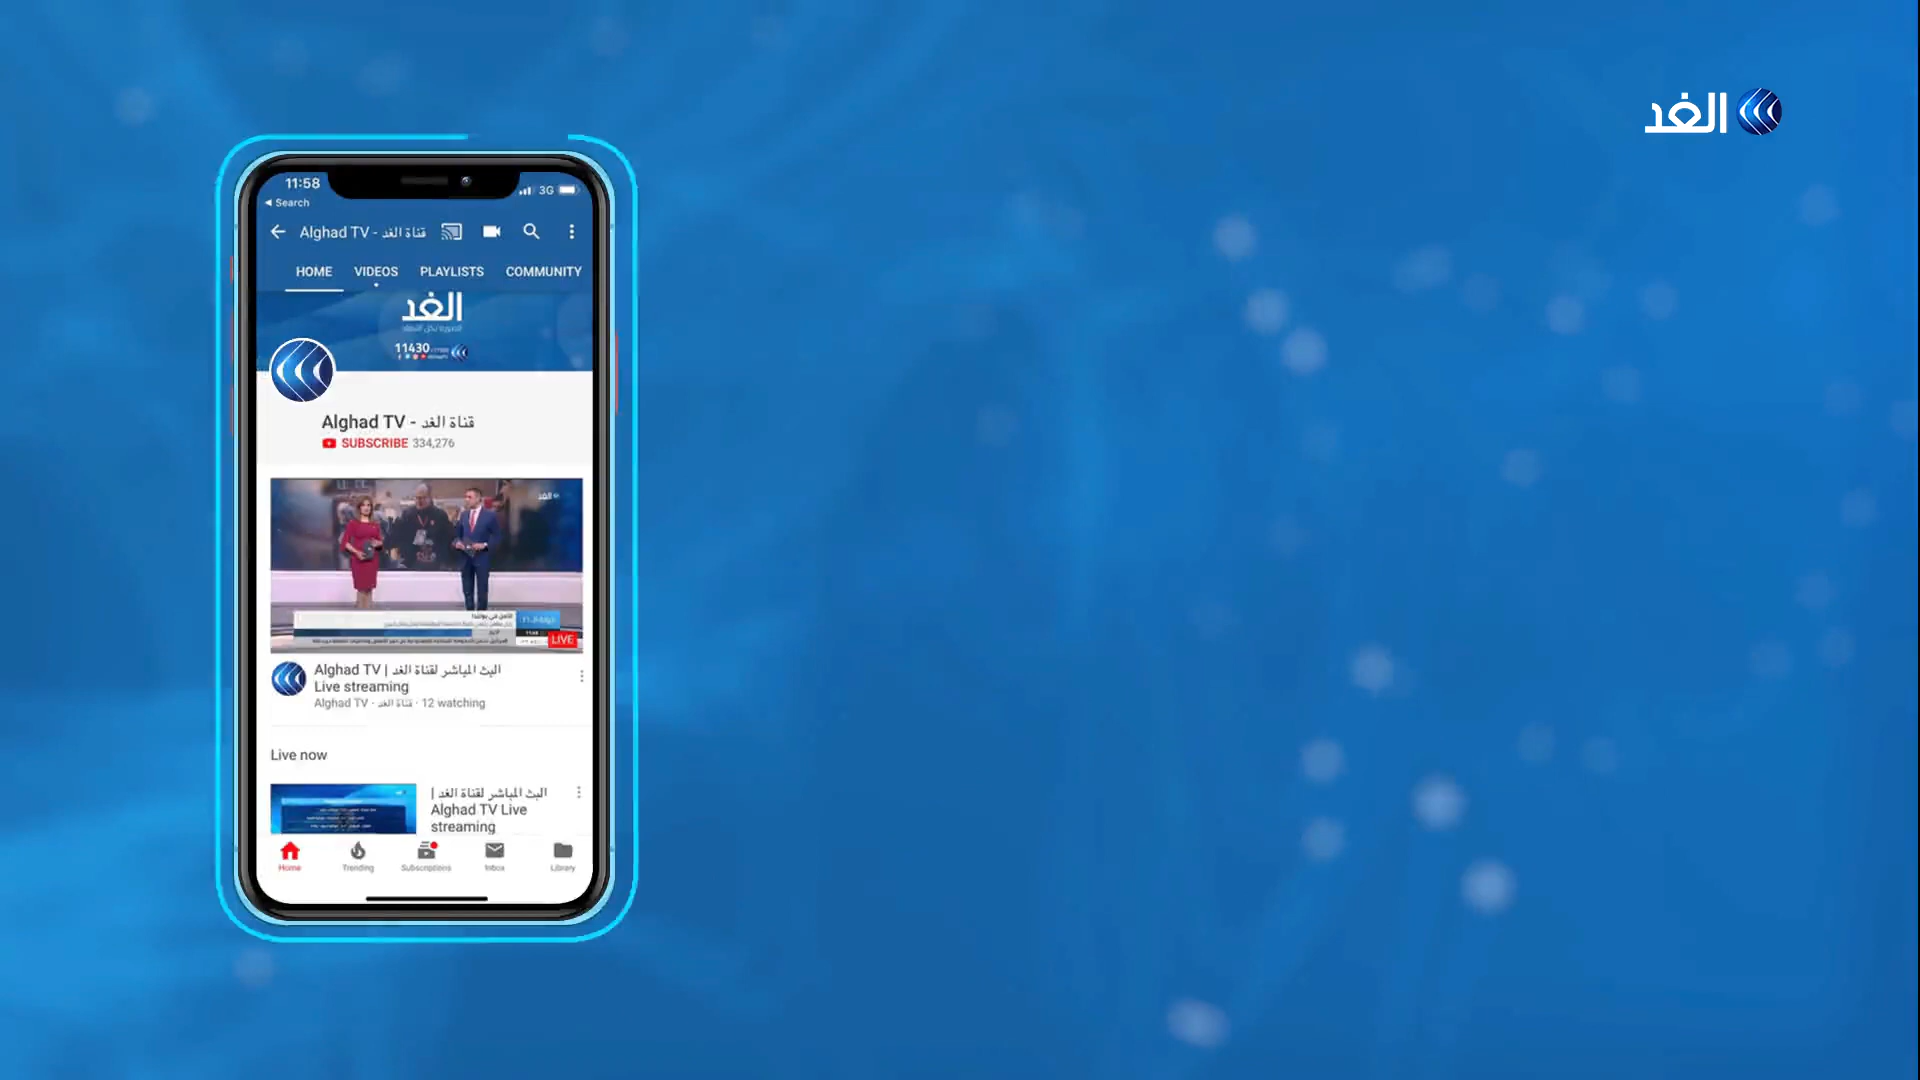 الغد
11:58
3G
Search
Alghad TV - قناة الغد
HOME VIDEOS PLAYLISTS COMMUNITY
الغد
11430
Alghad TV - قناة الغد
SUBSCRIBE 334,276
الغد
LIVE
Alghad TV | البث المباشر لقناة الغد
Live streaming
Alghad TV - قناة الغد · 12 watching
Live now
البث المباشر لقناة الغد |
Alghad TV Live
streaming
Home Trending Subscriptions Inbox Library